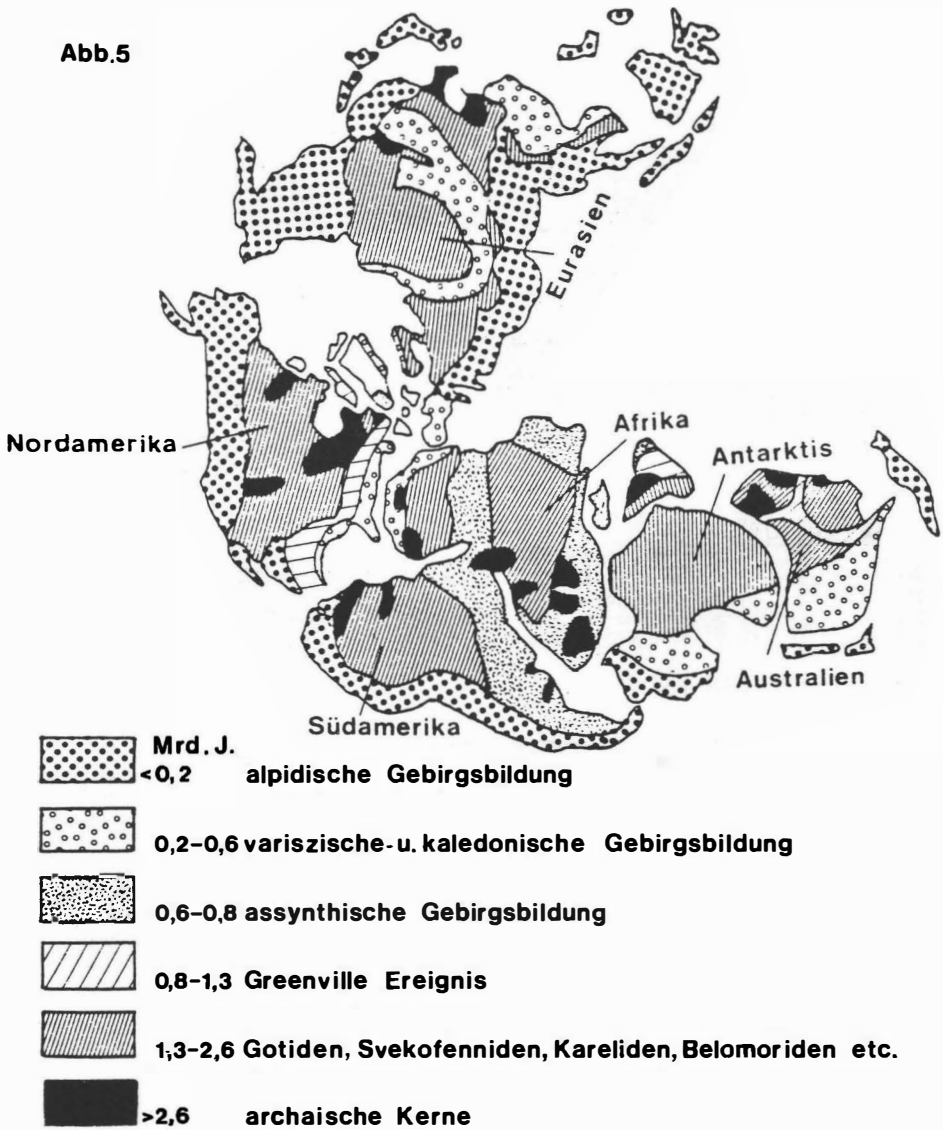 Abb.5
Eurasien
Nordamerika
Afrika
Antarktis
Australien
Südamerika
Mrd. J.
<0,2 alpidische Gebirgsbildung
0,2-0,6 variszische-u. kaledonische Gebirgsbildung
0,6-0,8 assynthische Gebirgsbildung
0,8-1,3 Greenville Ereignis
1,3-2,6 Gotiden, Svekofenniden, Kareliden, Belomoriden etc.
>2,6 archaische Kerne